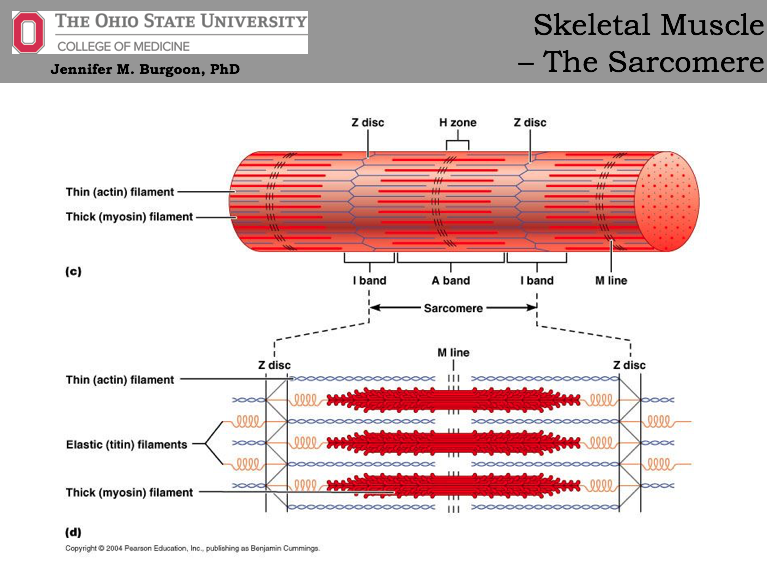 THE OHIO STATE UNIVERSITY
COLLEGE OF MEDICINE
Jennifer M. Burgoon, PhD
Skeletal Muscle
– The Sarcomere
Z disc
H zone
Z disc
Thin (actin) filament
Thick (myosin) filament
(c)
I band
A band
I band
M line
Sarcomere
M line
Z disc
Z disc
Thin (actin) filament
Elastic (titin) filaments
Thick (myosin) filament
(d)
Copyright © 2004 Pearson Education, Inc., publishing as Benjamin Cummings.